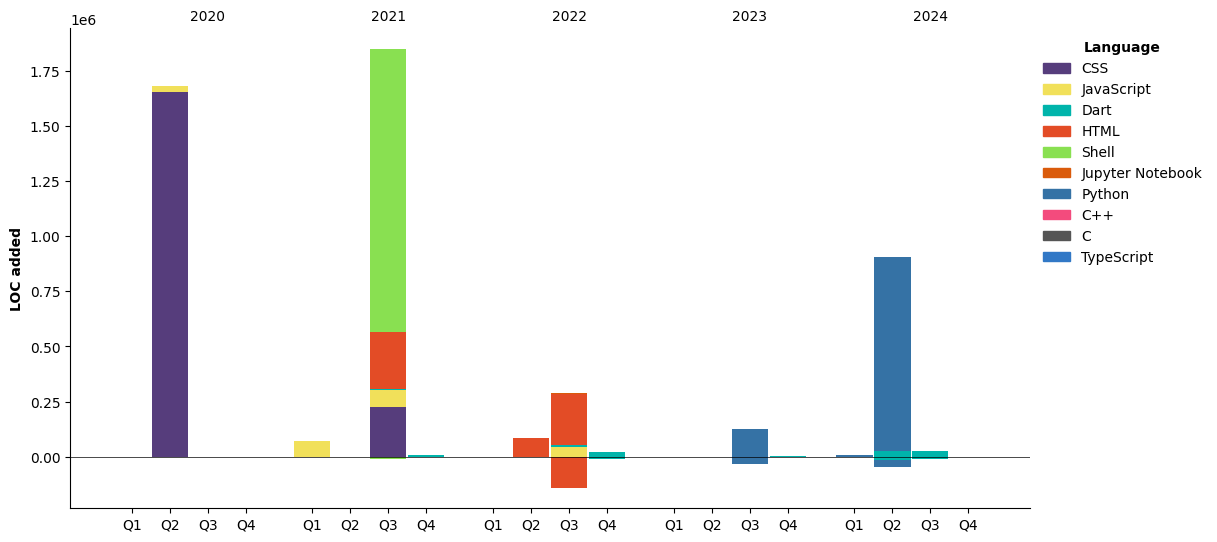 1e6
2020 2021 2022 2023 2024
Language
CSS
JavaScript
Dart
HTML
Shell
Jupyter Notebook
Python
C++
C
TypeScript
LOC added
1.75
1.50
1.25
1.00
0.75
0.50
0.25
0.00
Q1 Q2 Q3 Q4 Q1 Q2 Q3 Q4 Q1 Q2 Q3 Q4 Q1 Q2 Q3 Q4 Q1 Q2 Q3 Q4